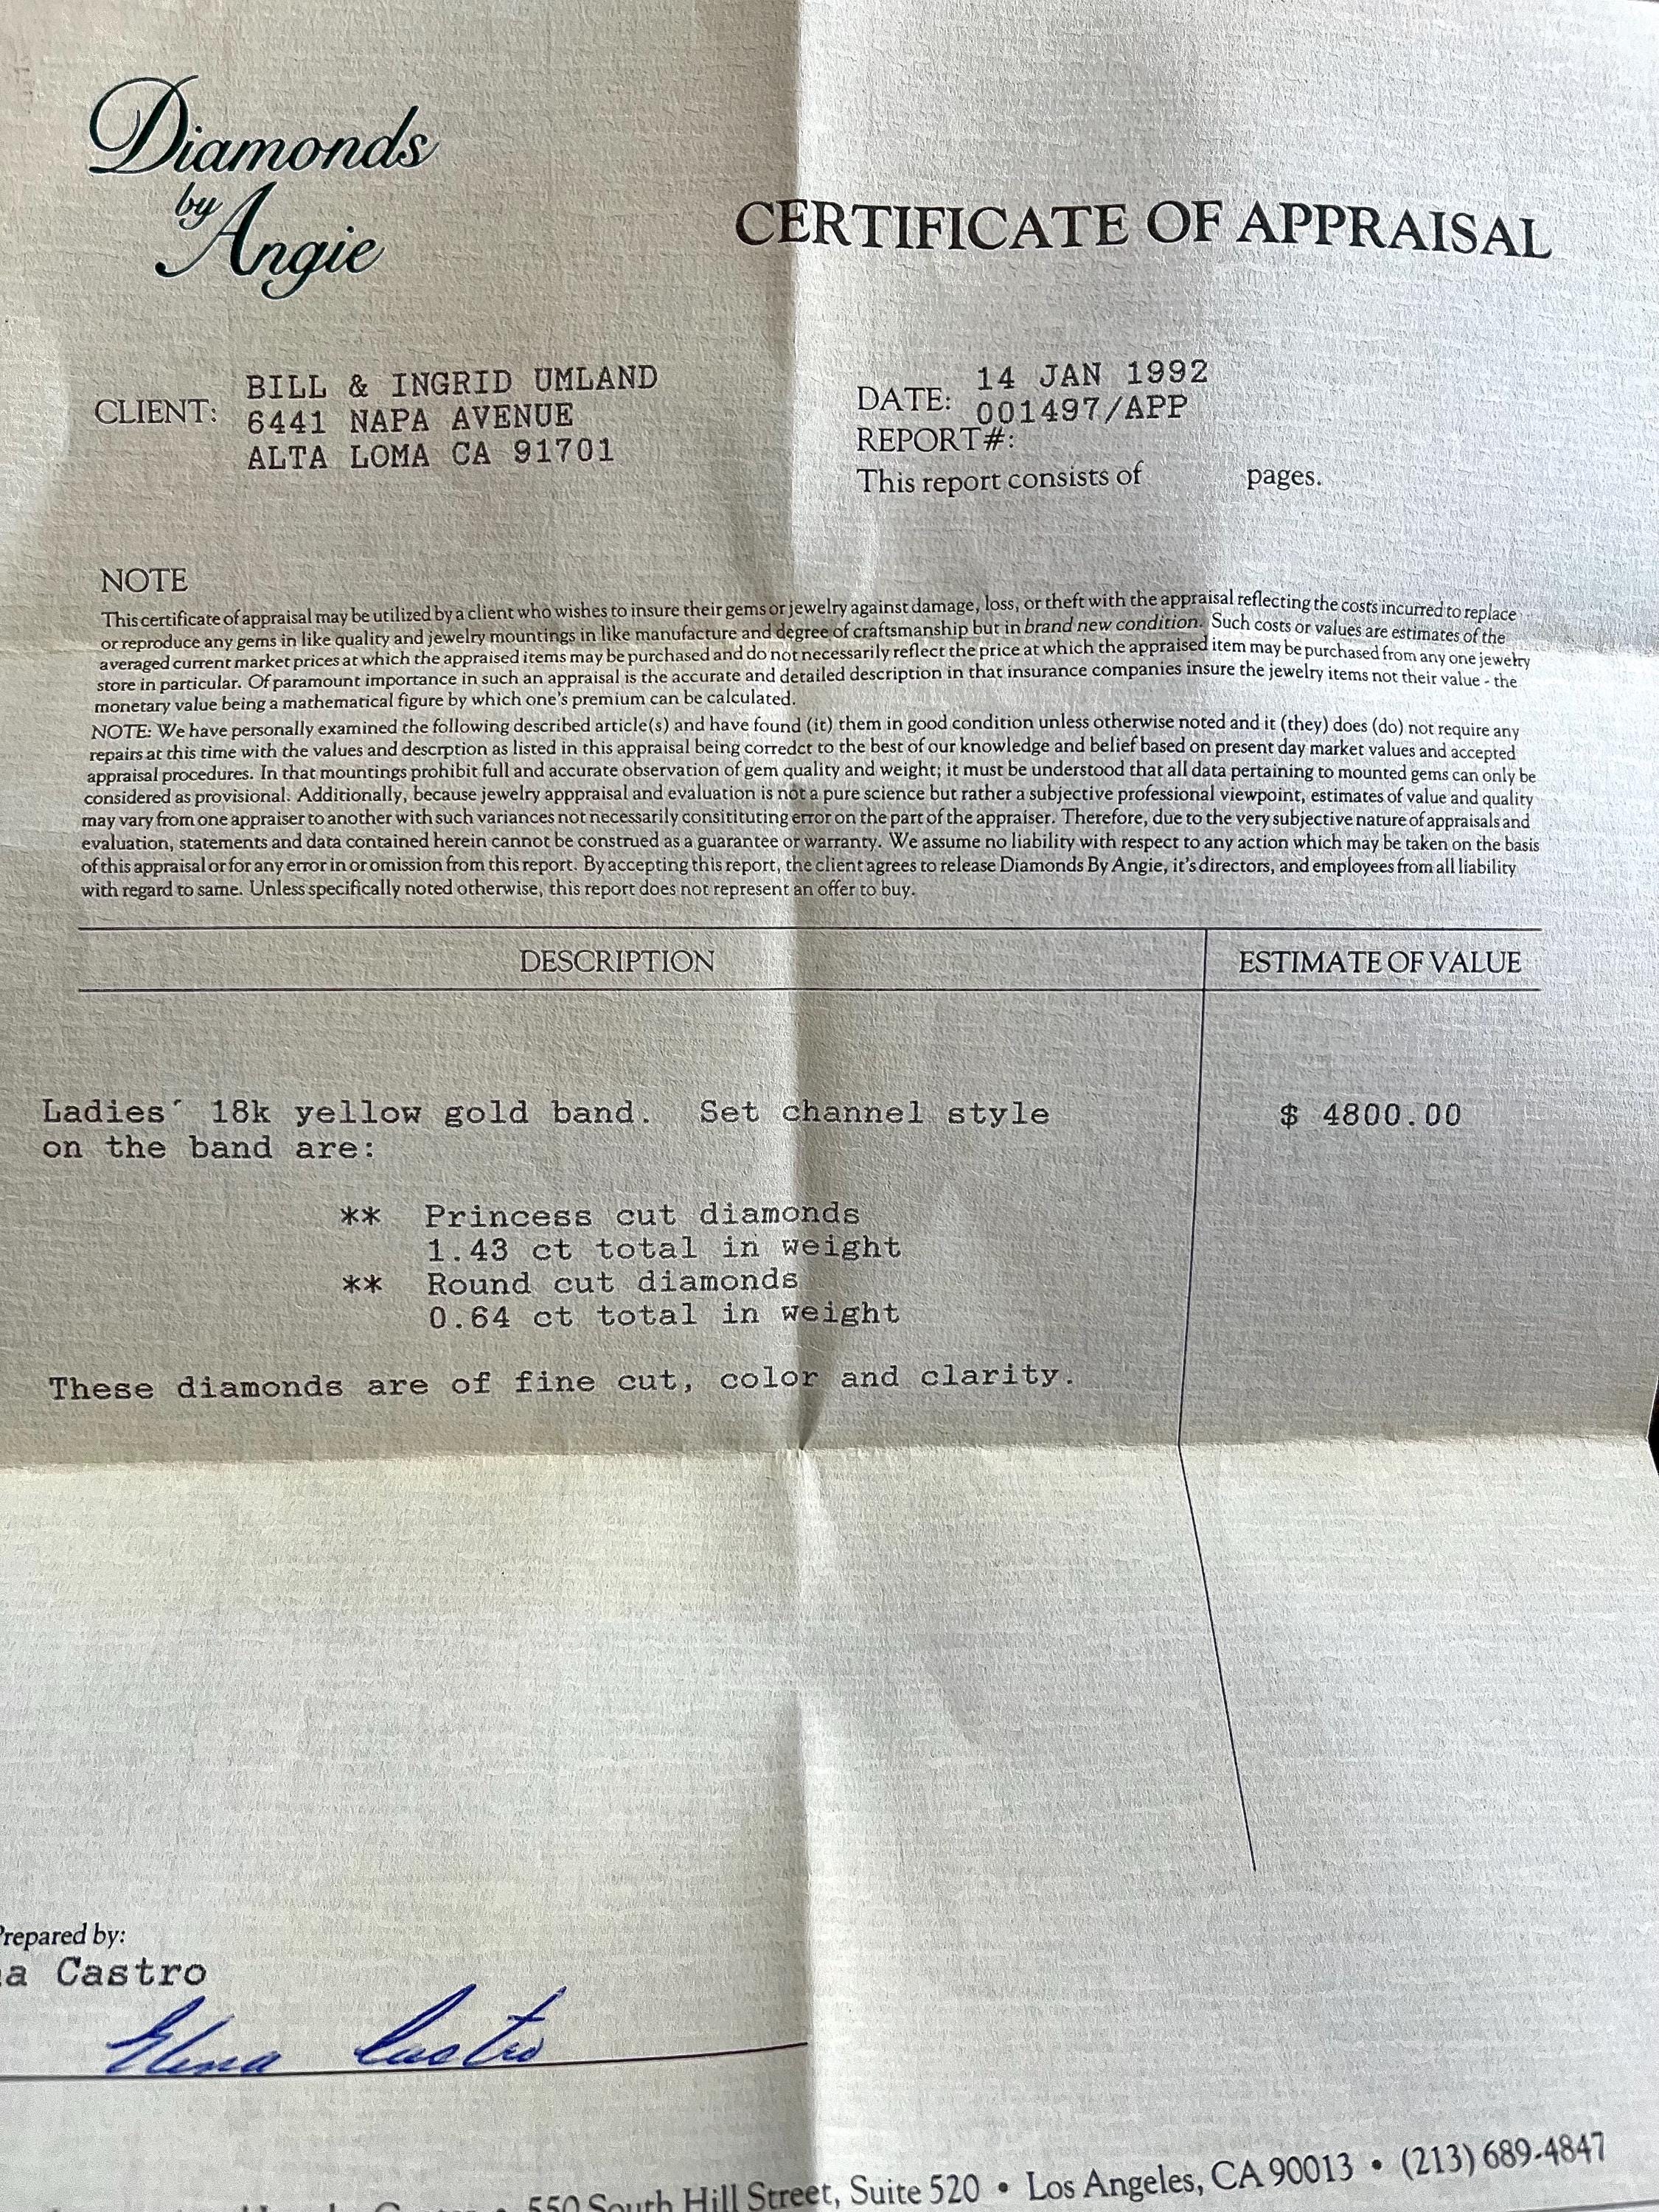 Diamonds
by
Angie
CERTIFICATE OF APPRAISAL
CLIENT:
BILL & INGRID UMLAND
6441 NAPA AVENUE
ALTA LOMA CA 91701
DATE: 14 JAN 1992
001497/APP
REPORT#:
This report consists of pages.
NOTE
This certificate of appraisal may be utilized by a client who wishes to insure their gems or jewelry against damage, loss, or theft with the appraisal reflecting the costs incurred to replace
or reproduce any gems in like quality and jewelry mountings in like manufacture and degree of craftsmanship but in brand new condition. Such costs or values are estimates of the
averaged current market prices at which the appraised items may be purchased and do not necessarily reflect the price at which the appraised item may be purchased from any one jewelry
store in particular. Of paramount importance in such an appraisal is the accurate and detailed description in that insurance companies insure the jewelry items not their value - the
monetary value being a mathematical figure by which one's premium can be calculated.
NOTE: We have personally examined the following described article(s) and have found (it) them in good condition unless otherwise noted and it (they) does (do) not require any
repairs at this time with the values and descrption as listed in this appraisal being corredct to the best of our knowledge and belief based on present day market values and accepted
appraisal procedures. In that mountings prohibit full and accurate observation of gem quality and weight; it must be understood that all data pertaining to mounted gems can only be
considered as provisional. Additionally, because jewelry apppraisal and evaluation is not a pure science but rather a subjective professional viewpoint, estimates of value and quality
may vary from one appraiser to another with such variances not necessarily consitituting error on the part of the appraiser. Therefore, due to the very subjective nature of appraisals and
evaluation, statements and data contained herein cannot be construed as a guarantee or warranty. We assume no liability with respect to any action which may be taken on the basis
of this appraisal or for any error in or omission from this report. By accepting this report, the client agrees to release Diamonds By Angie, it's directors, and employees from all liability
with regard to same. Unless specifically noted otherwise, this report does not represent an offer to buy.
DESCRIPTION
ESTIMATE OF VALUE
Ladies´ 18k yellow gold band. Set channel style
$ 4800.00
on the band are:
** Princess cut diamonds
1.43 ct total in weight
** Round cut diamonds
0.64 ct total in weight
These diamonds are of fine cut, color and clarity.
Prepared by:
a Castro
Elena Castro
550 South Hill Street, Suite 520 • Los Angeles, CA 90013 • (213) 689-4847